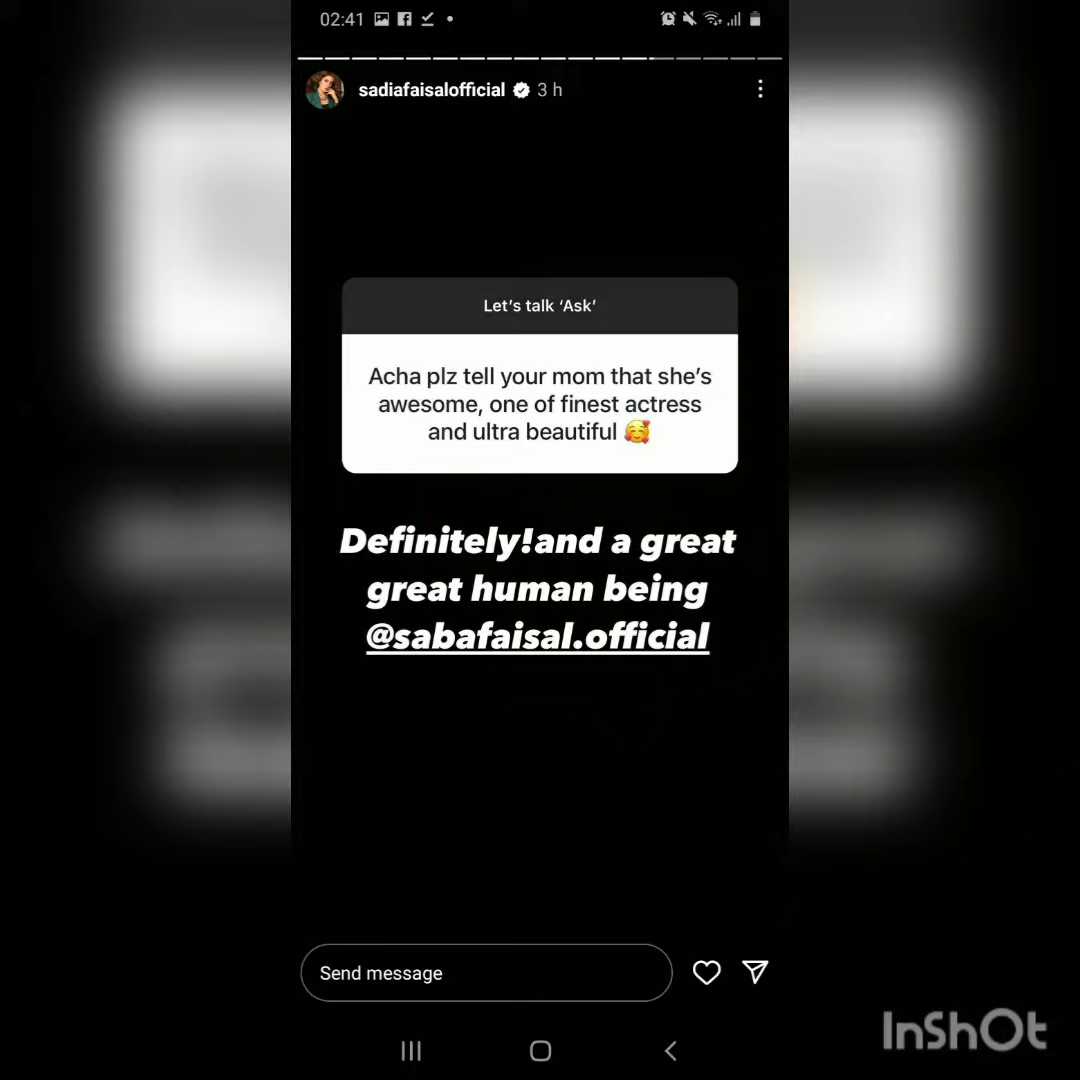 02:41
sadiafaisalofficial 3 h
Let's talk 'Ask'
Acha plz tell your mom that she's
awesome, one of finest actress
and ultra beautiful 🥰
Definitely!and a great
great human being
@sabafaisal.official
Send message
InShOt